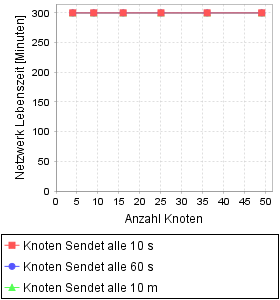 Netzwerk Lebenszeit [Minuten]
300
250
200
150
100
50
0
0 5 10 15 20 25 30 35 40 45 50
Anzahl Knoten
Knoten Sendet alle 10 s
Knoten Sendet alle 60 s
Knoten Sendet alle 10 m